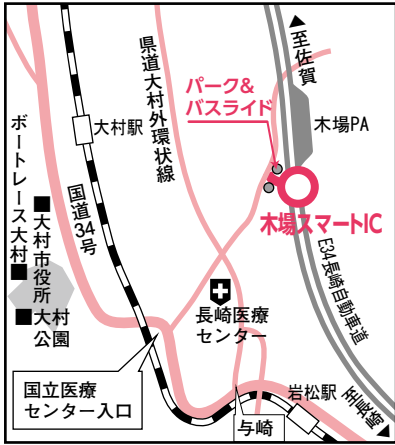 至佐賀
県道大村外環状線
パーク&
バスライド
木場PA
大村駅
木場スマートIC
E34長崎自動車道
ボートレース大村
国道34号
大村市役所
大村
公園
長崎医療
センター
国立医療
センター入口
与崎
岩松駅
至長崎